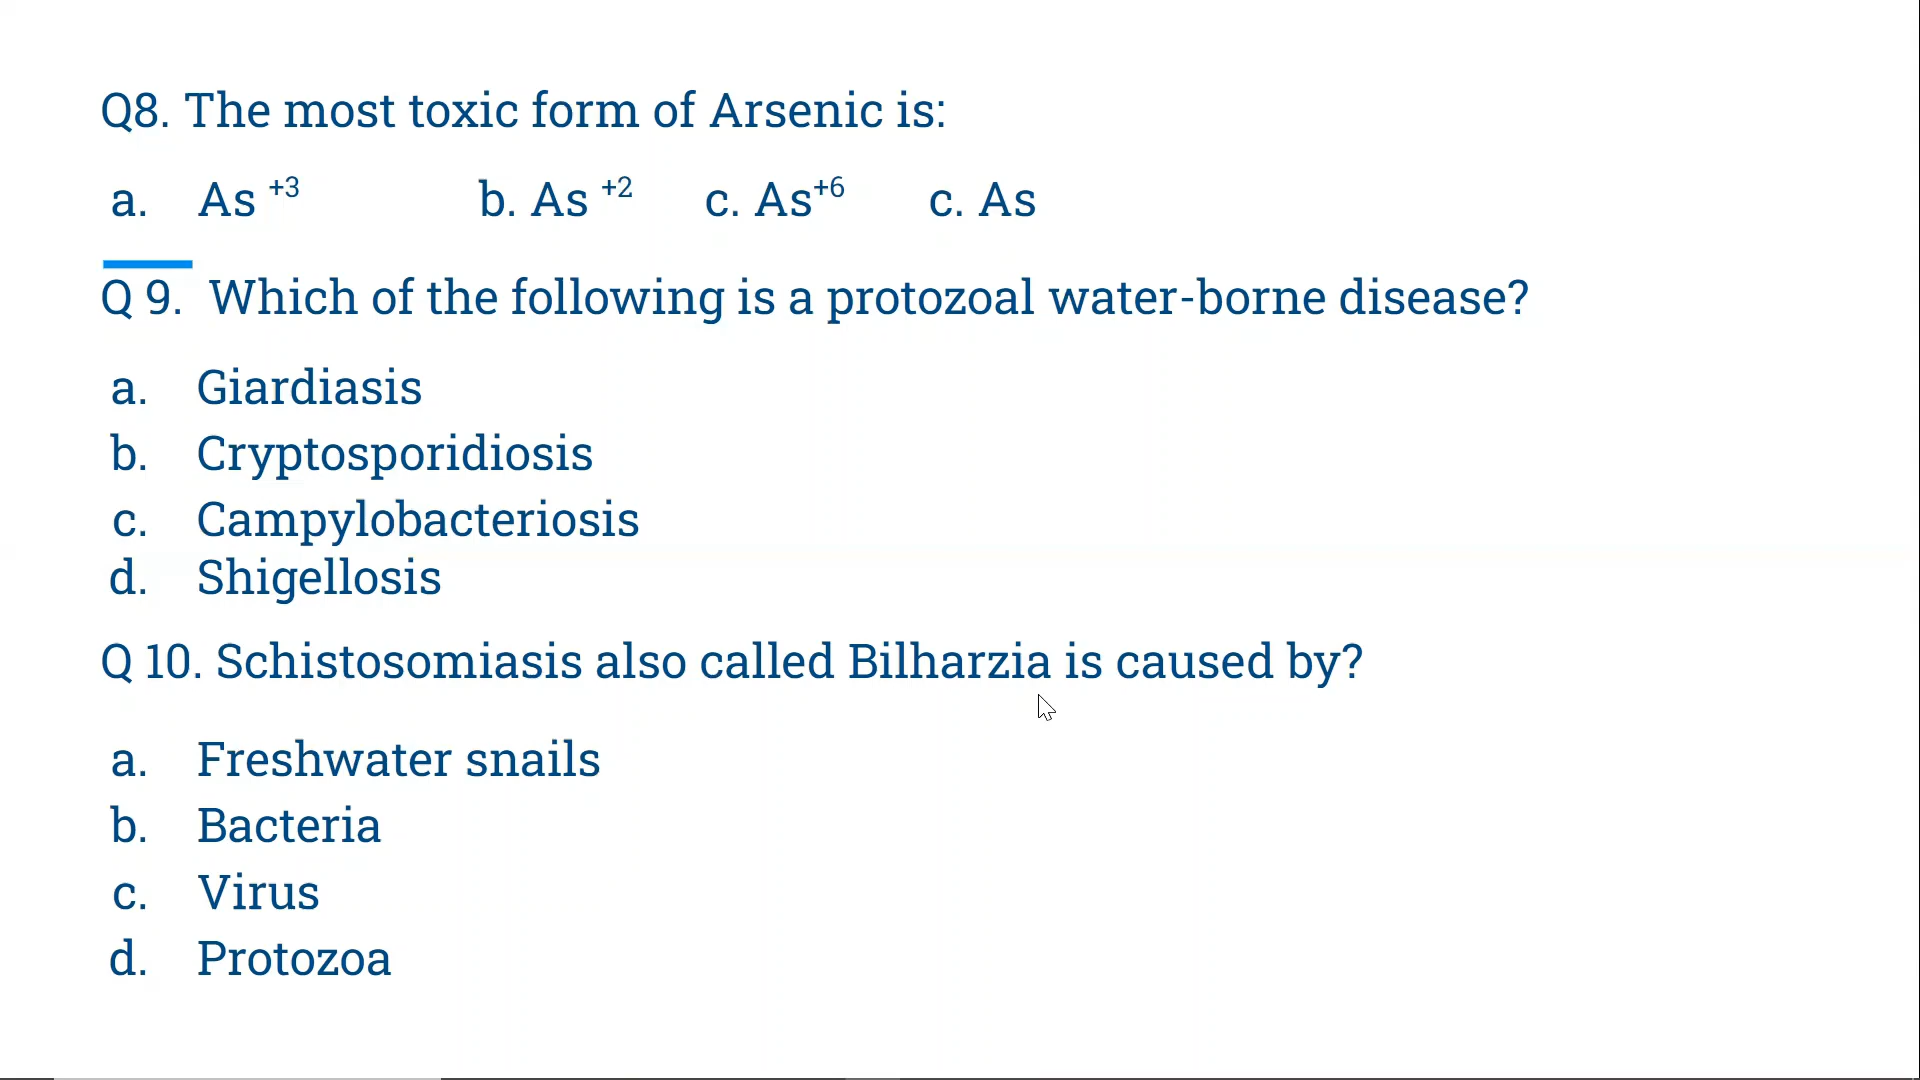 Q8. The most toxic form of Arsenic is:
a. As +3 b. As +2 c. As+6 c. As
Q 9. Which of the following is a protozoal water-borne disease?
a. Giardiasis
b. Cryptosporidiosis
c. Campylobacteriosis
d. Shigellosis
Q 10. Schistosomiasis also called Bilharzia is caused by?
a. Freshwater snails
b. Bacteria
c. Virus
d. Protozoa